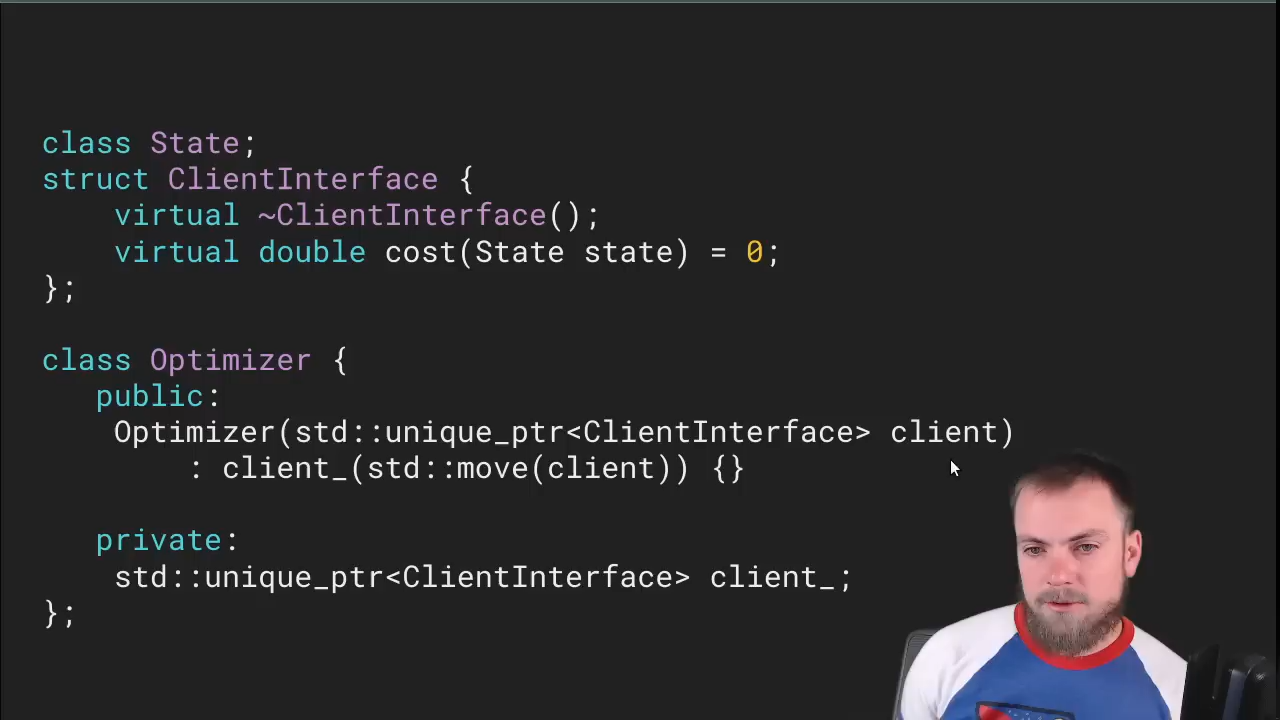 class State;
struct ClientInterface {
virtual ~ClientInterface();
virtual double cost(State state) = 0;
};
class Optimizer {
public:
Optimizer(std::unique_ptr<ClientInterface> client)
: client_(std::move(client)) {}
private:
std::unique_ptr<ClientInterface> client_;
};